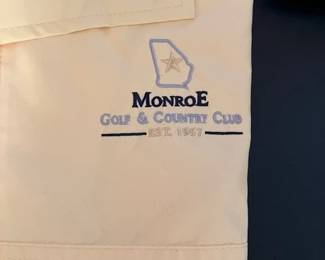 MONROE
GOLF & COUNTRY CLUB
EST. 1957